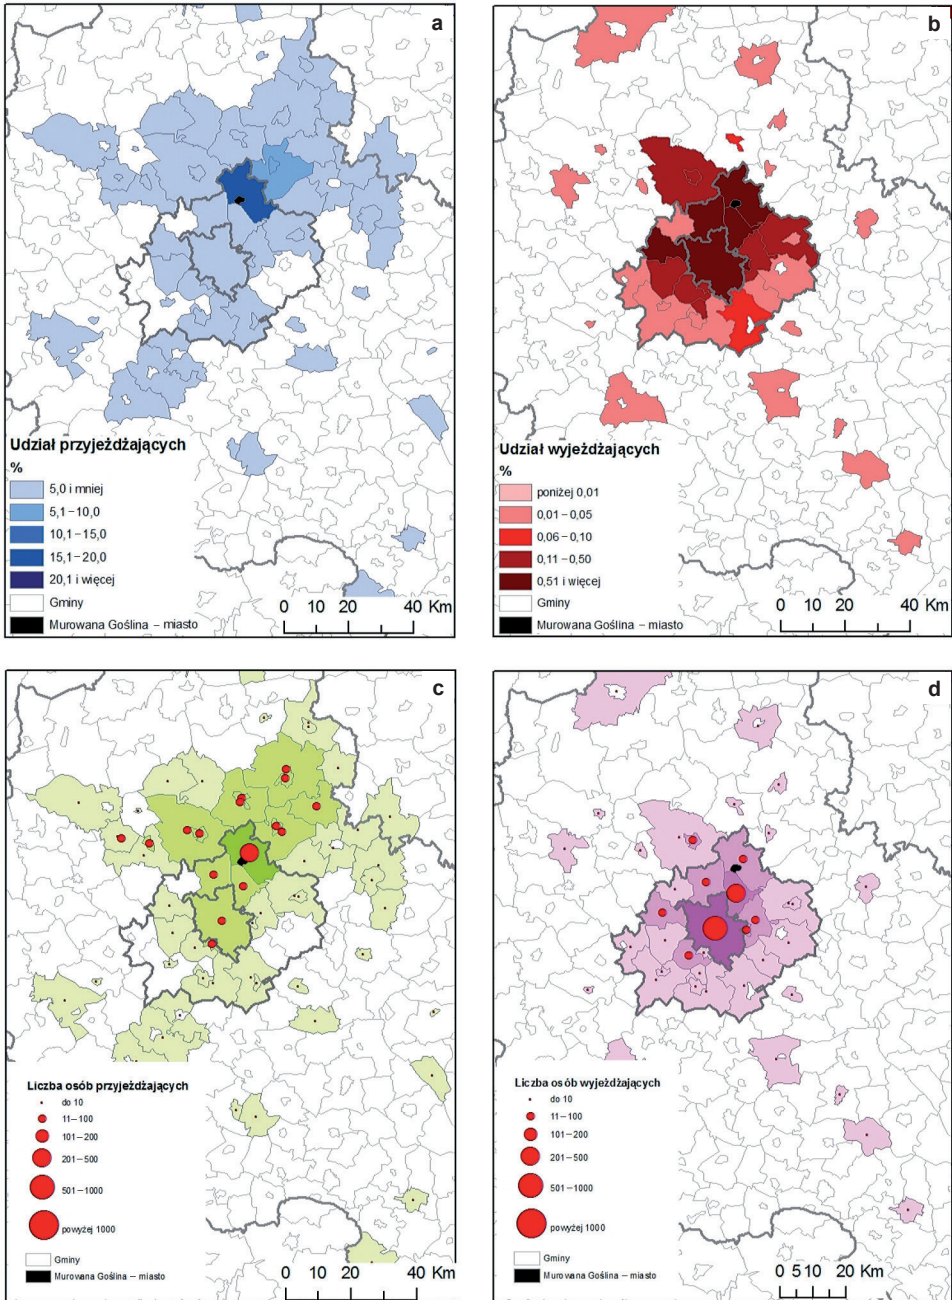 a
Udział przyjeżdżających
%
5,0 i mniej
5,1–10,0
10,1–15,0
15,1–20,0
20,1 i więcej
Gminy
Murowana Goślina – miasto
0 10 20 40 Km
b
Udział wyjeżdżających
%
poniżej 0,01
0,01–0,05
0,06–0,10
0,11–0,50
0,51 i więcej
Gminy
Murowana Goślina – miasto
0 10 20 40 Km
c
Liczba osób przyjeżdżających
do 10
11–100
101–200
201–500
501–1000
powyżej 1000
Gminy
Murowana Goślina – miasto
0 10 20 40 Km
d
Liczba osób wyjeżdżających
do 10
11–100
101–200
201–500
501–1000
powyżej 1000
Gminy
Murowana Goślina – miasto
0 5 10 20 Km